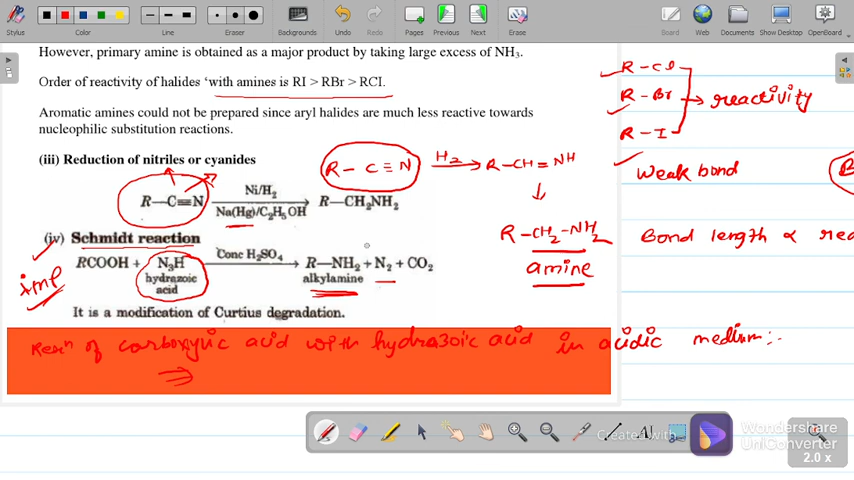 Stylus
Color
Line
Eraser
Backgrounds
Undo
Redo
Pages
Previous
Next
Erase
Board
Web
Documents
Show Desktop
OpenBoard
However, primary amine is obtained as a major product by taking large excess of NH3.
Order of reactivity of halides ‘with amines is RI > RBr > RCI.
Aromatic amines could not be prepared since aryl halides are much less reactive towards
nucleophilic substitution reactions.
(iii) Reduction of nitriles or cyanides
R—C≡N Ni/H2 Na(Hg)/C2H5OH → R—CH2NH2
(iv) Schmidt reaction
RCOOH + N3H Conc H2SO4 → R—NH2 + N2 + CO2
hydrazoic acid
alkylamine
It is a modification of Curtius degradation.
R - C≡N H2 → R-CH=NH
↓
R-CH2-NH2
amine
R-Cl
R-Br → reactivity
R-I
Weak bond
Bond length ∝ rea
imp
Rexn of carboxylic acid with hydrazoic acid in acidic medium:-
⇒
Created with
Wondershare
UniConverter
2.0 x